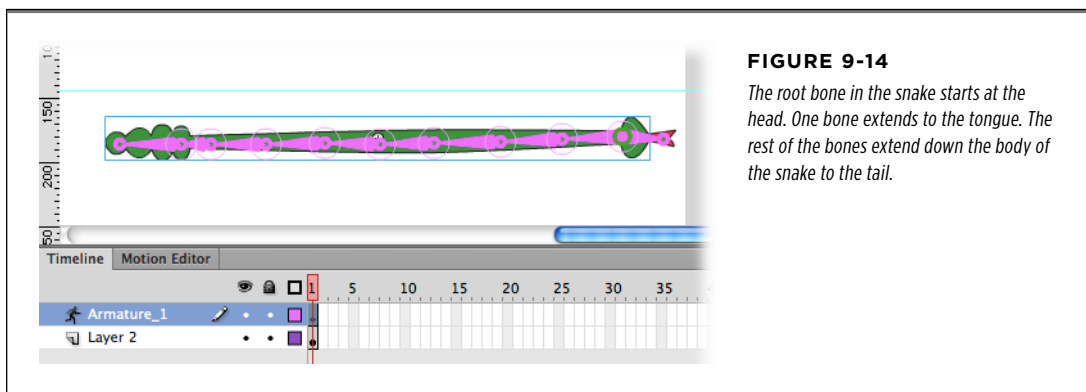 FIGURE 9-14
The root bone in the snake starts at the
head. One bone extends to the tongue. The
rest of the bones extend down the body of
the snake to the tail.
150
200
Timeline Motion Editor
1 5 10 15 20 25 30 35
Armature_1
Layer 2